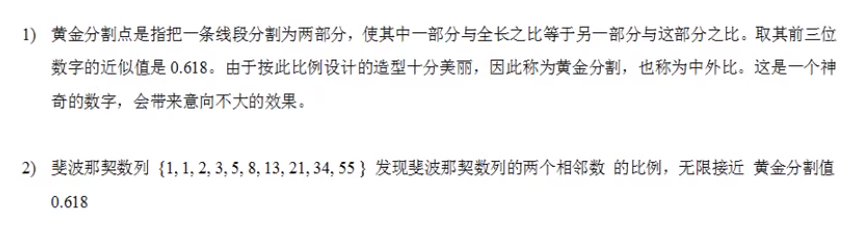 1) 黄金分割点是指把一条线段分割为两部分，使其中一部分与全长之比等于另一部分与这部分之比。取其前三位
数字的近似值是 0.618。由于按此比例设计的造型十分美丽，因此称为黄金分割，也称为中外比。这是一个神
奇的数字，会带来意向不大的效果。
2) 斐波那契数列 {1, 1, 2, 3, 5, 8, 13, 21, 34, 55 } 发现斐波那契数列的两个相邻数 的比例，无限接近 黄金分割值
0.618